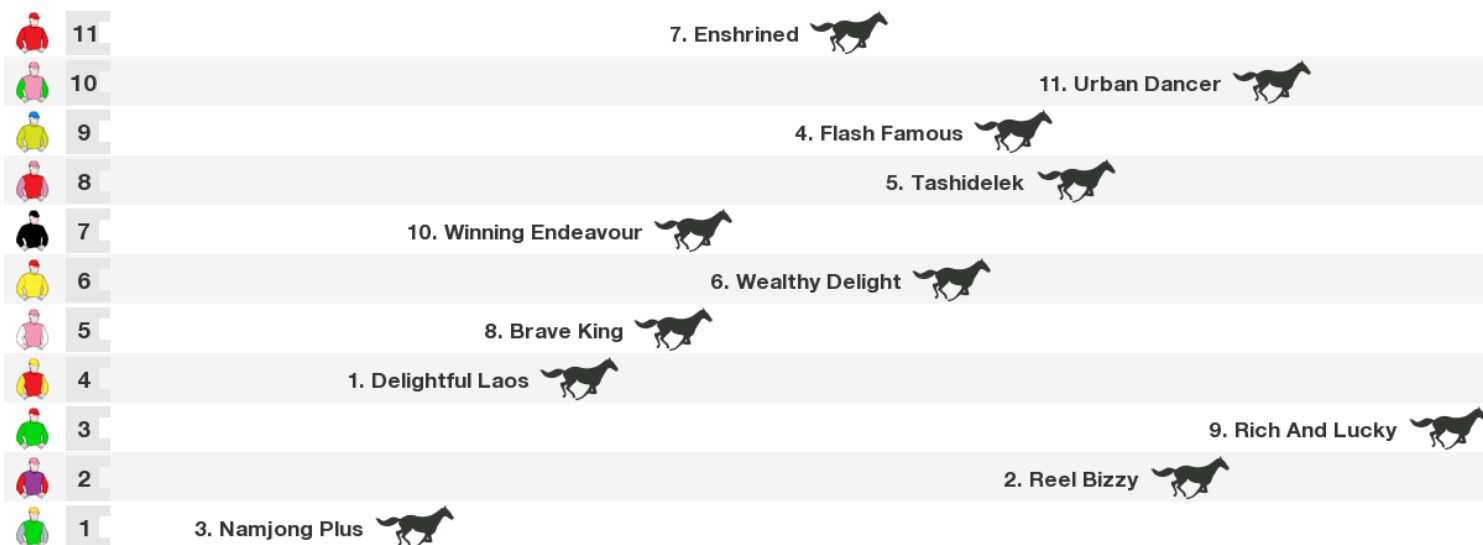 11 7. Enshrined
10 11. Urban Dancer
9 4. Flash Famous
8 5. Tashidelek
7 10. Winning Endeavour
6 6. Wealthy Delight
5 8. Brave King
4 1. Delightful Laos
3 9. Rich And Lucky
2 2. Reel Bizzy
1 3. Namjong Plus